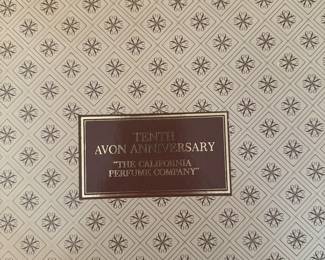 TENTH
AVON ANNIVERSARY
"THE CALIFORNIA
PERFUME COMPANY"